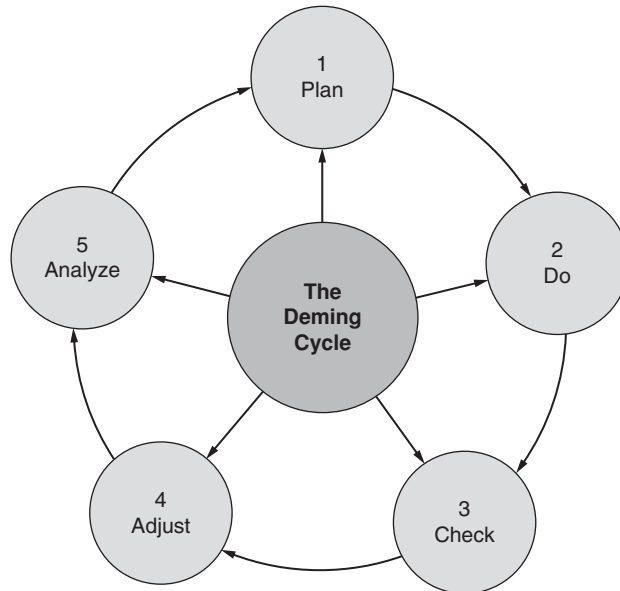 1
Plan
2
Do
3
Check
4
Adjust
5
Analyze
The
Deming
Cycle